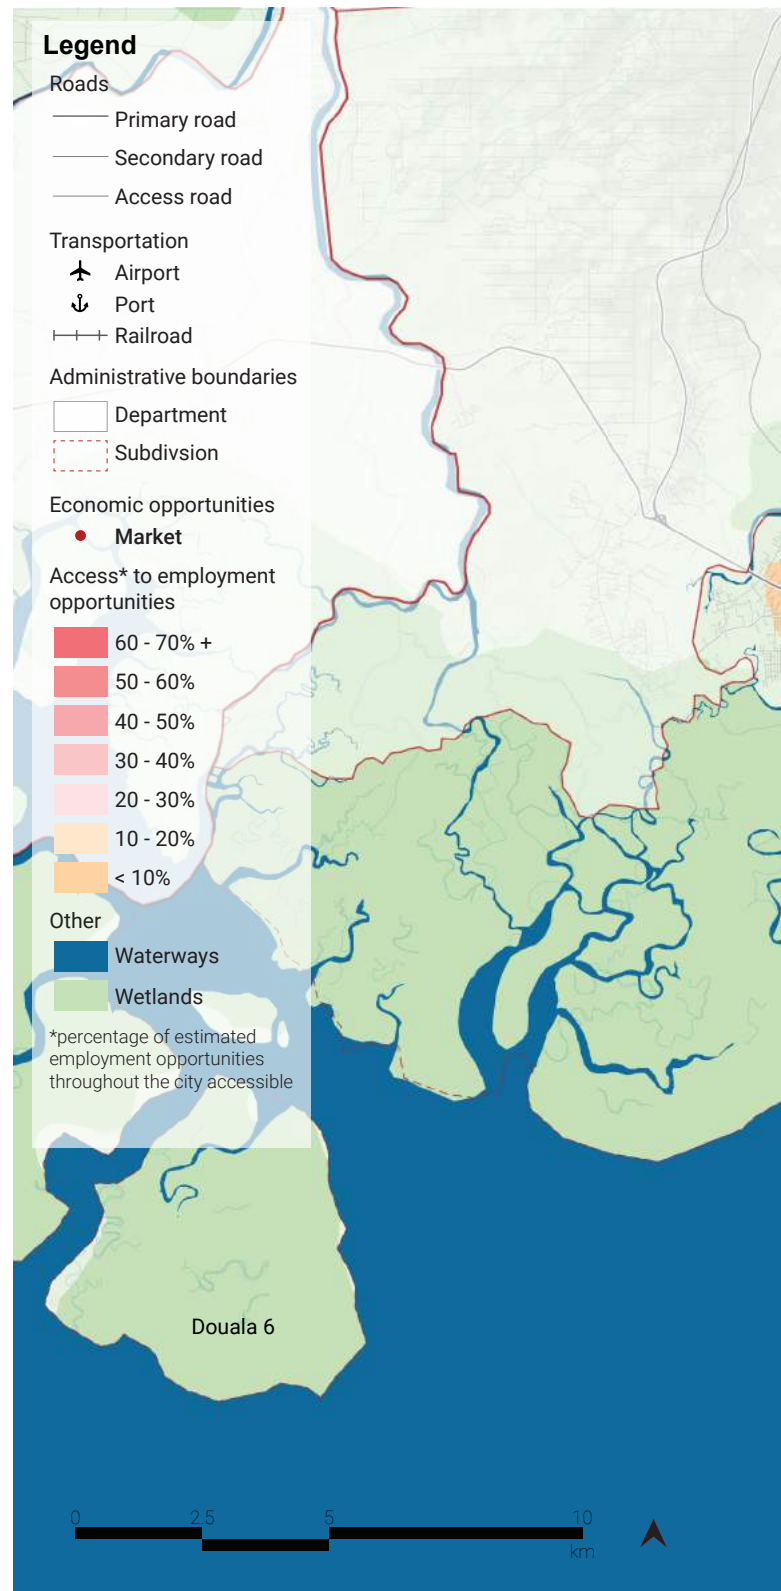 Legend
Roads
Primary road
Secondary road
Access road
Transportation
Airport
Port
Railroad
Administrative boundaries
Department
Subdivsion
Economic opportunities
Market
Access* to employment
opportunities
60 - 70% +
50 - 60%
40 - 50%
30 - 40%
20 - 30%
10 - 20%
< 10%
Other
Waterways
Wetlands
*percentage of estimated
employment opportunities
throughout the city accessible
Douala 6
0 2.5 5 10
km